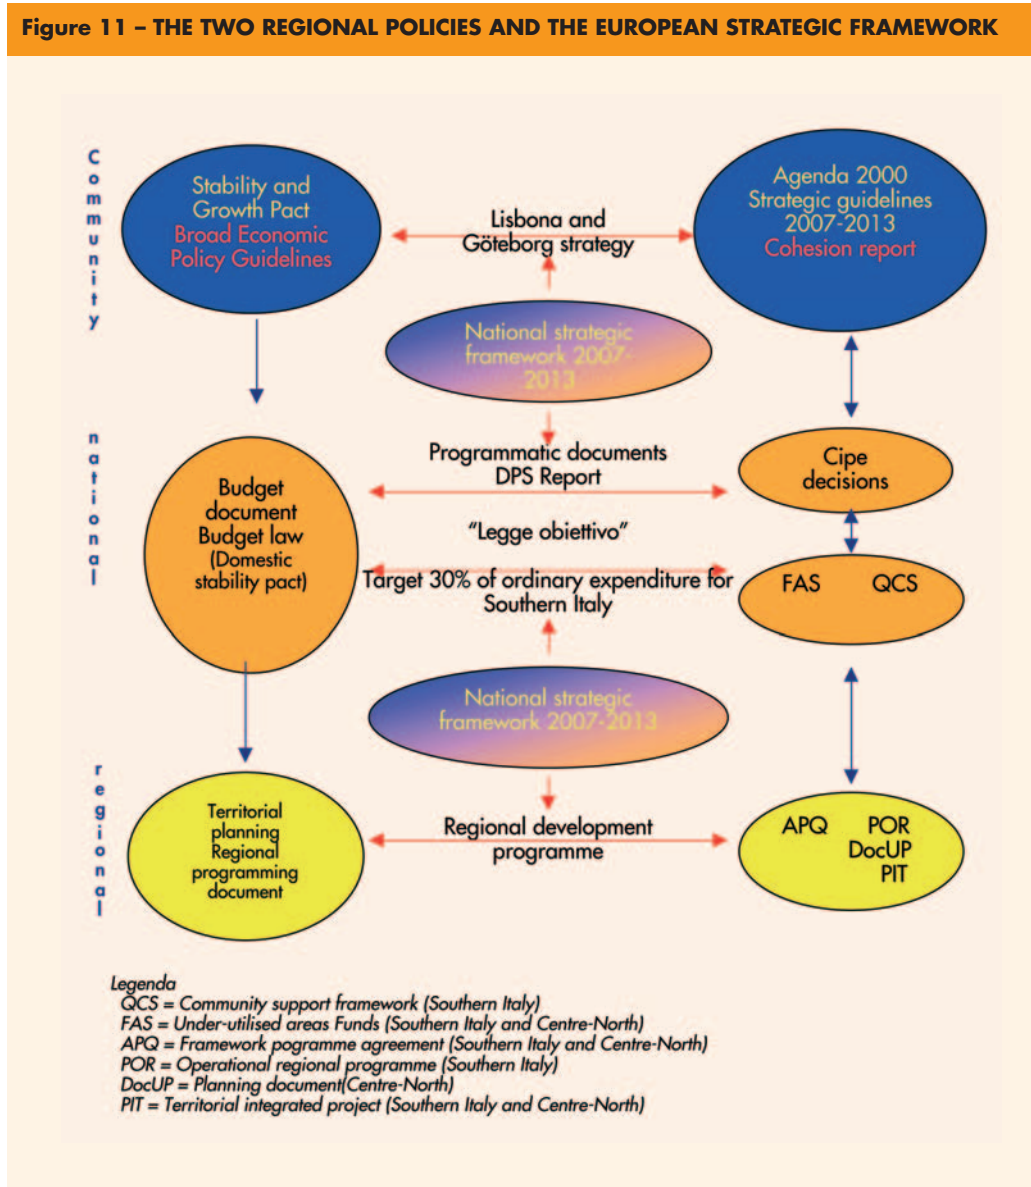 Figure 11 – THE TWO REGIONAL POLICIES AND THE EUROPEAN STRATEGIC FRAMEWORK
Community
Stability and
Growth Pact
Broad Economic
Policy Guidelines
Lisbona and
Göteborg strategy
Agenda 2000
Strategic guidelines
2007-2013
Cohesion report
National strategic
framework 2007-
2013
national
Budget
document
Budget law
(Domestic
stability pact)
Programmatic documents
DPS Report
"Legge obiettivo"
Target 30% of ordinary expenditure for
Southern Italy
Cipe
decisions
FAS QCS
National strategic
framework 2007-2013
regional
Territorial
planning
Regional
programming
document
Regional development
programme
APQ POR
DocUP
PIT
Legenda
QCS = Community support framework (Southern Italy)
FAS = Under-utilised areas Funds (Southern Italy and Centre-North)
APQ = Framework pogramme agreement (Southern Italy and Centre-North)
POR = Operational regional programme (Southern Italy)
DocUP = Planning document(Centre-North)
PIT = Territorial integrated project (Southern Italy and Centre-North)